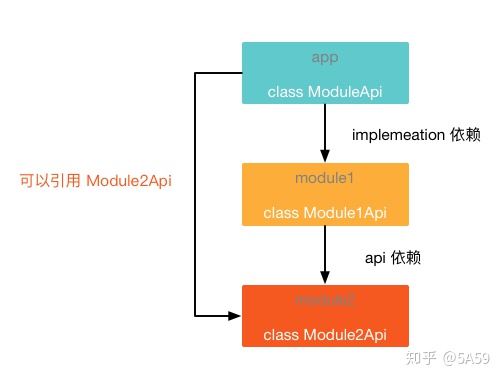 app
class ModuleApi
implemeation 依赖
可以引用 Module2Api
module1
class Module1Api
api 依赖
module2
class Module2Api
知乎 @5A59